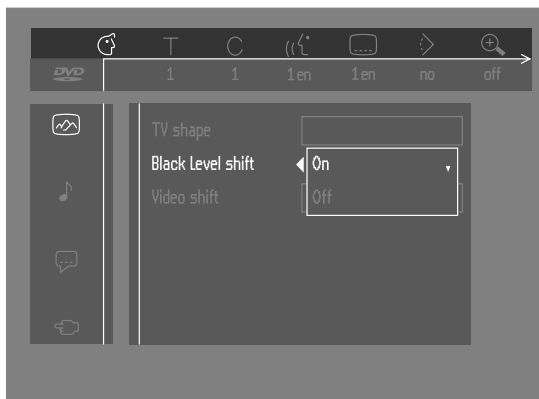 T C
DVD 1 1 1 en 1 en no off
TV shape
Black Level shift On
Video shift Off